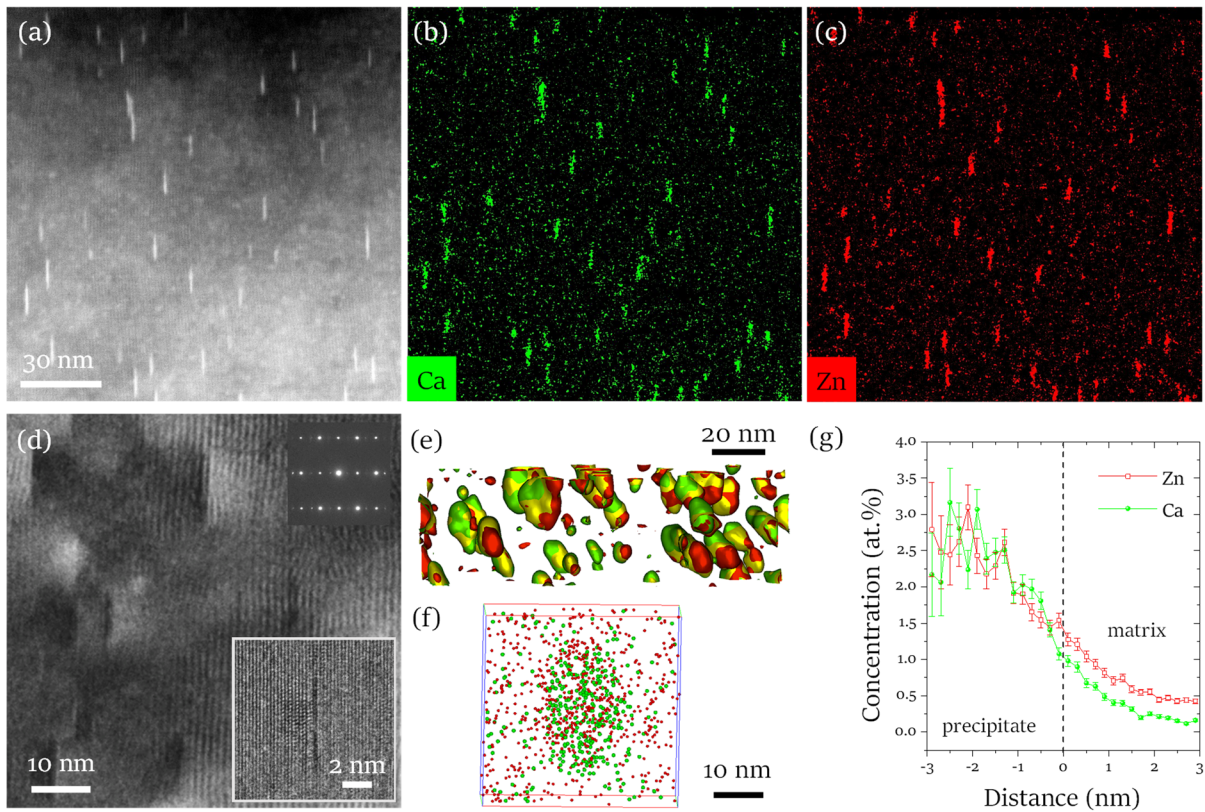 (a)
30 nm
(b)
Ca
(c)
Zn
(d)
10 nm
2 nm
(e)
20 nm
(f)
10 nm
(g)
4.0
3.5
3.0
2.5
2.0
1.5
1.0
0.5
0.0
Concentration (at.%)
Zn
Ca
matrix
precipitate
-3 -2 -1 0 1 2 3
Distance (nm)